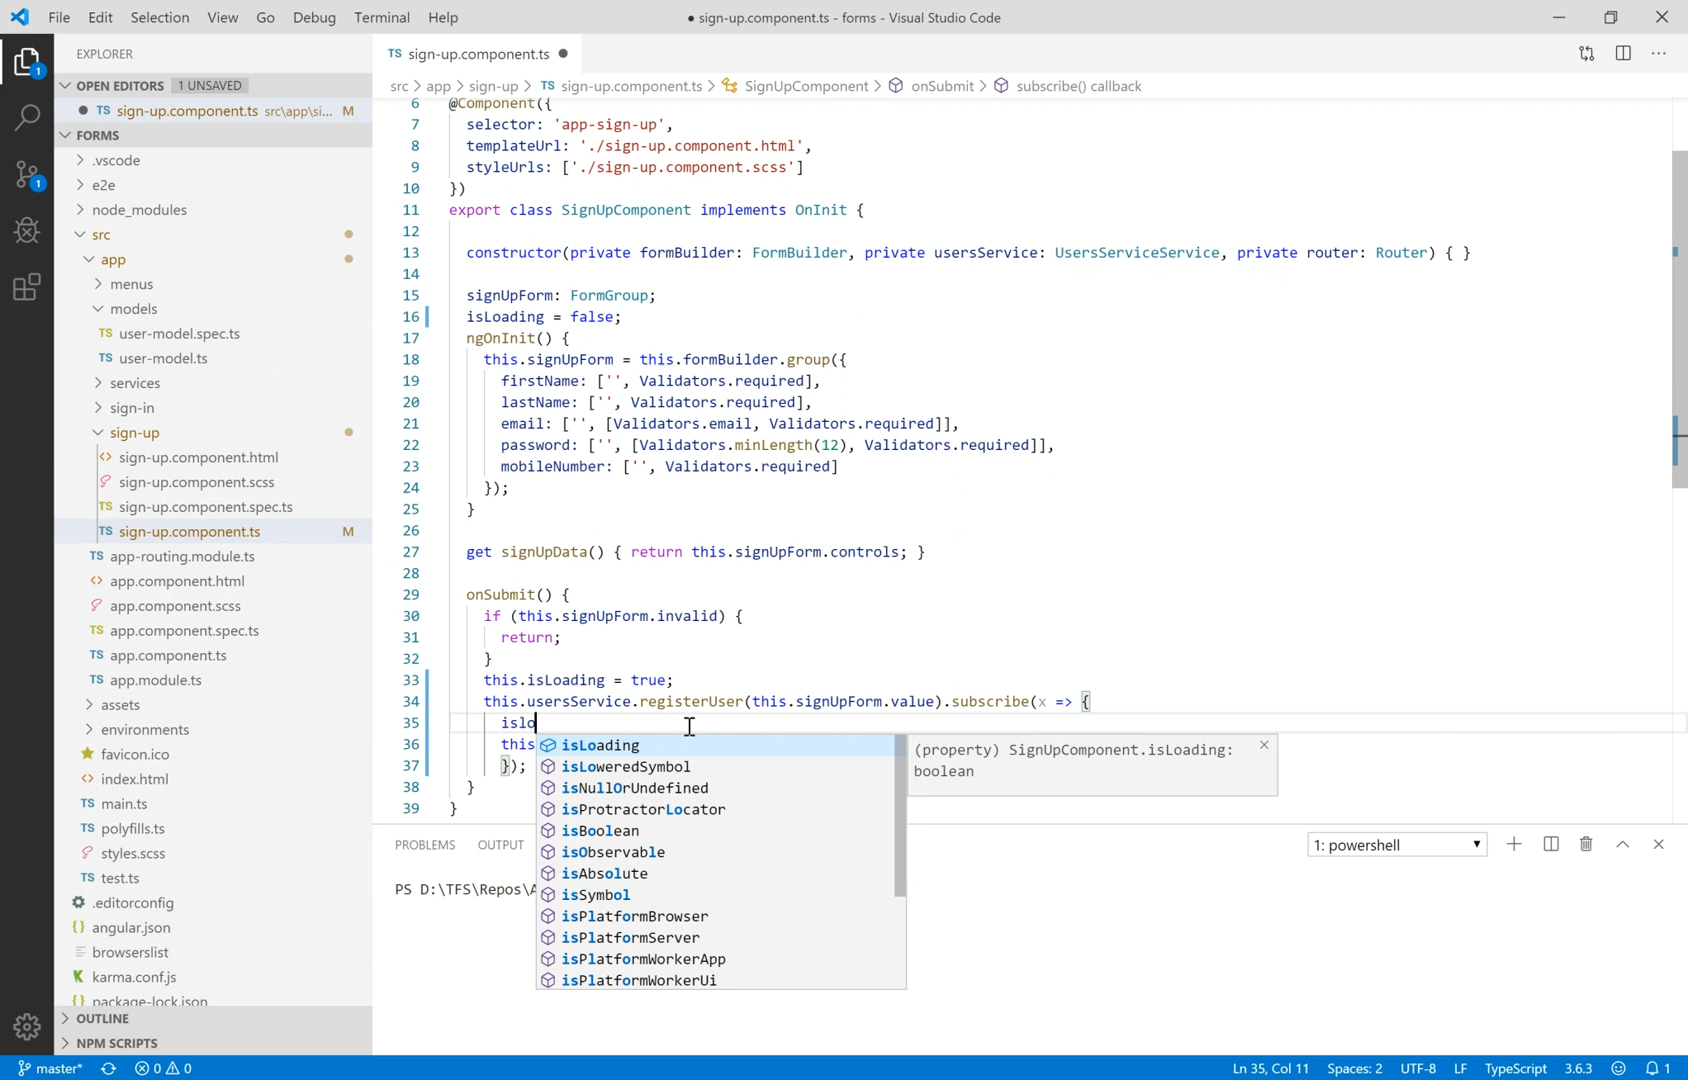 File Edit Selection View Go Debug Terminal Help
● sign-up.component.ts - forms - Visual Studio Code
EXPLORER
OPEN EDITORS 1 UNSAVED
TS sign-up.component.ts src\app\si... M
FORMS
.vscode
e2e
node_modules
src
app
menus
models
TS user-model.spec.ts
TS user-model.ts
services
sign-in
sign-up
sign-up.component.html
sign-up.component.scss
TS sign-up.component.spec.ts
TS sign-up.component.ts M
TS app-routing.module.ts
app.component.html
app.component.scss
TS app.component.spec.ts
TS app.component.ts
TS app.module.ts
assets
environments
favicon.ico
index.html
TS main.ts
TS polyfills.ts
styles.scss
TS test.ts
.editorconfig
{} angular.json
browserslist
karma.conf.js
{} package-lock.json
OUTLINE
NPM SCRIPTS
1
1
TS sign-up.component.ts
src > app > sign-up > TS sign-up.component.ts > SignUpComponent > onSubmit > subscribe() callback
6 @Component({
7 selector: 'app-sign-up',
8 templateUrl: './sign-up.component.html',
9 styleUrls: ['./sign-up.component.scss']
10 })
11 export class SignUpComponent implements OnInit {
12
13 constructor(private formBuilder: FormBuilder, private usersService: UsersServiceService, private router: Router) { }
14
15 signUpForm: FormGroup;
16 isLoading = false;
17 ngOnInit() {
18 this.signUpForm = this.formBuilder.group({
19 firstName: ['', Validators.required],
20 lastName: ['', Validators.required],
21 email: ['', [Validators.email, Validators.required]],
22 password: ['', [Validators.minLength(12), Validators.required]],
23 mobileNumber: ['', Validators.required]
24 });
25 }
26
27 get signUpData() { return this.signUpForm.controls; }
28
29 onSubmit() {
30 if (this.signUpForm.invalid) {
31 return;
32 }
33 this.isLoading = true;
34 this.usersService.registerUser(this.signUpForm.value).subscribe(x => {
35 islo
36 this
37 });
38 }
39 }
isLoading
isLoweredSymbol
isNullOrUndefined
isProtractorLocator
isBoolean
isObservable
isAbsolute
isSymbol
isPlatformBrowser
isPlatformServer
isPlatformWorkerApp
isPlatformWorkerUi
(property) SignUpComponent.isLoading:
boolean
PROBLEMS OUTPUT
1: powershell
PS D:\TFS\Repos\A
master* 0 0
Ln 35, Col 11 Spaces: 2 UTF-8 LF TypeScript 3.6.3 1